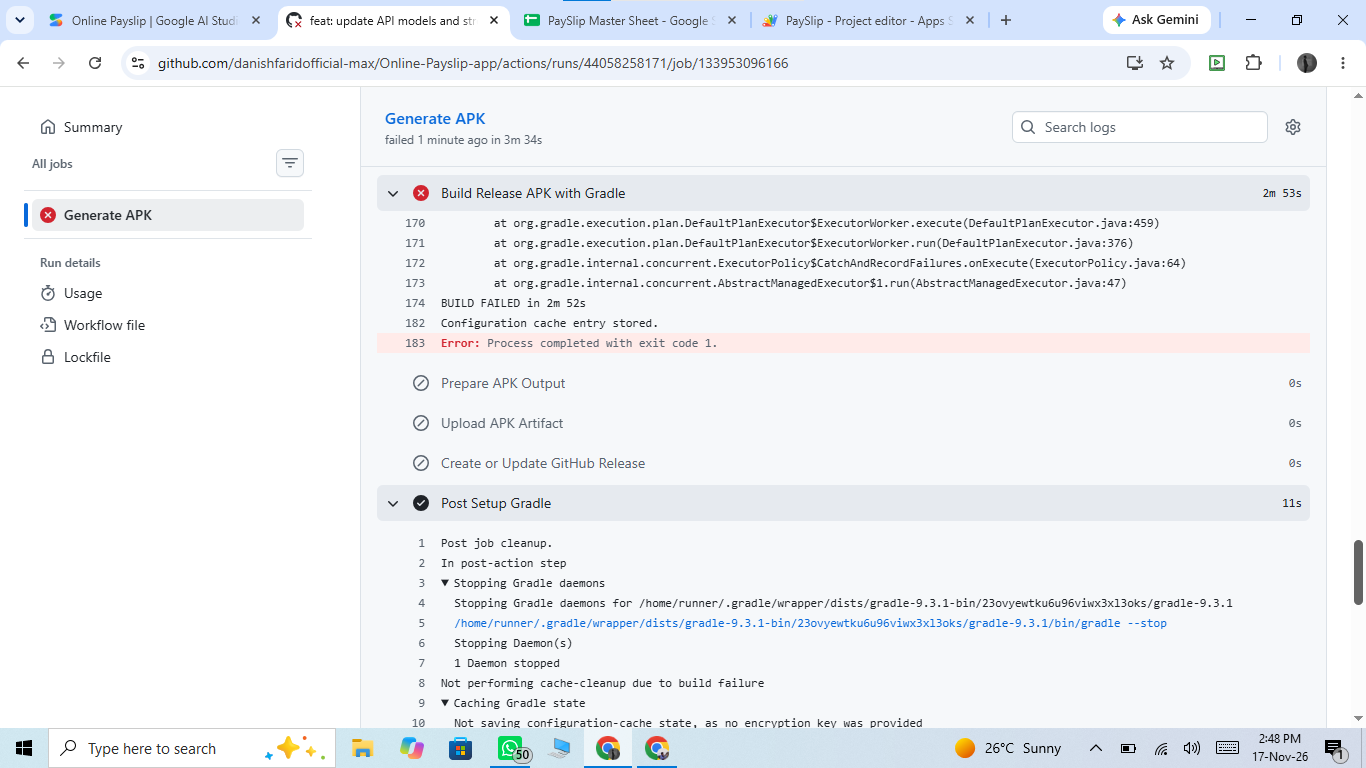 Online Payslip | Google AI Studi
feat: update API models and str
PaySlip Master Sheet - Google S
PaySlip - Project editor - Apps S
Ask Gemini
github.com/danishfaridofficial-max/Online-Payslip-app/actions/runs/44058258171/job/133953096166
Summary
All jobs
Generate APK
Run details
Usage
Workflow file
Lockfile
Generate APK
failed 1 minute ago in 3m 34s
Search logs
Build Release APK with Gradle 2m 53s
170 at org.gradle.execution.plan.DefaultPlanExecutor$ExecutorWorker.execute(DefaultPlanExecutor.java:459)
171 at org.gradle.execution.plan.DefaultPlanExecutor$ExecutorWorker.run(DefaultPlanExecutor.java:376)
172 at org.gradle.internal.concurrent.ExecutorPolicy$CatchAndRecordFailures.onExecute(ExecutorPolicy.java:64)
173 at org.gradle.internal.concurrent.AbstractManagedExecutor$1.run(AbstractManagedExecutor.java:47)
174 BUILD FAILED in 2m 52s
182 Configuration cache entry stored.
183 Error: Process completed with exit code 1.
Prepare APK Output 0s
Upload APK Artifact 0s
Create or Update GitHub Release 0s
Post Setup Gradle 11s
1 Post job cleanup.
2 In post-action step
3 ▼ Stopping Gradle daemons
4 Stopping Gradle daemons for /home/runner/.gradle/wrapper/dists/gradle-9.3.1-bin/23ovyewtku6u96viwx3xl3oks/gradle-9.3.1
5 /home/runner/.gradle/wrapper/dists/gradle-9.3.1-bin/23ovyewtku6u96viwx3xl3oks/gradle-9.3.1/bin/gradle --stop
6 Stopping Daemon(s)
7 1 Daemon stopped
8 Not performing cache-cleanup due to build failure
9 ▼ Caching Gradle state
10 Not saving configuration-cache state, as no encryption key was provided
Type here to search
50
26°C Sunny
2:48 PM
17-Nov-26
1